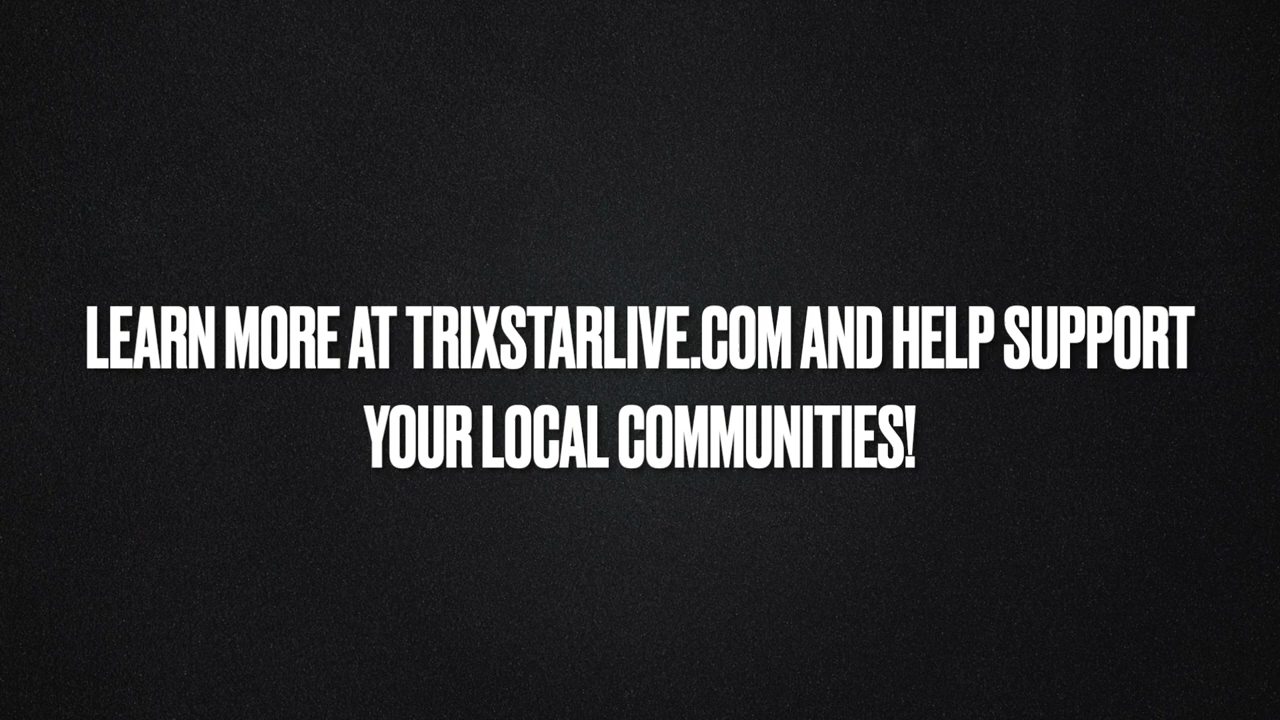 LEARN MORE AT TRIXSTARLIVE.COM AND HELP SUPPORT
YOUR LOCAL COMMUNITIES!